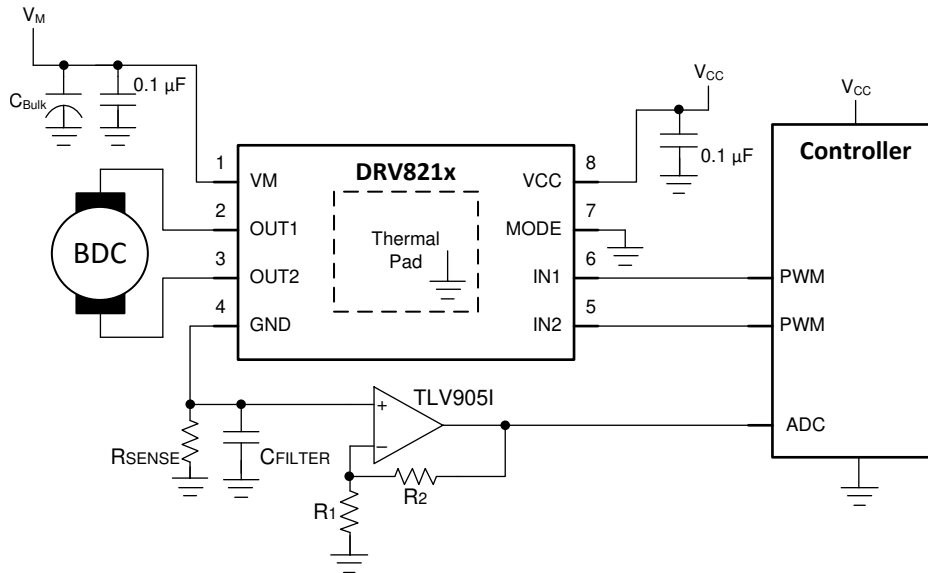 VM
VCC
CBulk
0.1 µF
VCC
0.1 µF
Controller
DRV821x
1
VM
8
VCC
2
OUT1
7
MODE
BDC
Thermal
Pad
3
OUT2
6
IN1
PWM
4
GND
5
IN2
PWM
TLV905I
+
−
ADC
RSENSE
CFILTER
R2
R1